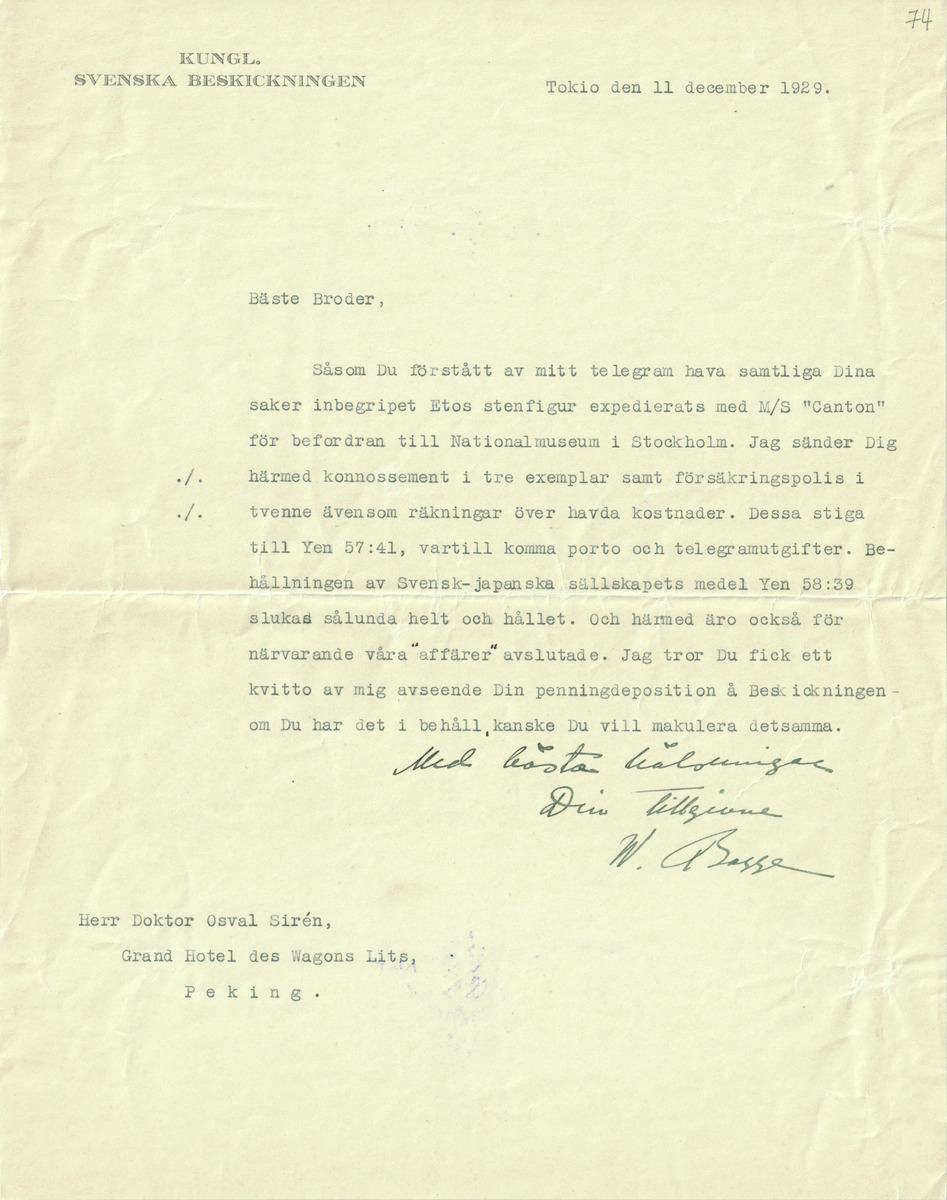 74
KUNGL.
SVENSKA BESKICKNINGEN
Tokio den 11 december 1929.
Bäste Broder,
Såsom Du förstått av mitt telegram hava samtliga Dina
saker inbegripet Etos stenfigur expedierats med M/S "Canton"
för befordran till Nationalmuseum i Stockholm. Jag sänder Dig
./. härmed konnossement i tre exemplar samt försäkringspolis i
./. tvenne ävensom räkningar över havda kostnader. Dessa stiga
till Yen 57:41, vartill komma porto och telegramutgifter. Be-
hållningen av Svensk-japanska sällskapets medel Yen 58:39
slukas sålunda helt och hållet. Och härmed äro också för
närvarande våra "affärer" avslutade. Jag tror Du fick ett
kvitto av mig avseende Din penningdeposition å Beskickningen -
om Du har det i behåll, kanske Du vill makulera detsamma.
Med bästa hälsningar
Din tillgivne
W. Bagge
Herr Doktor Osval Sirén,
Grand Hotel des Wagons Lits,
P e k i n g .